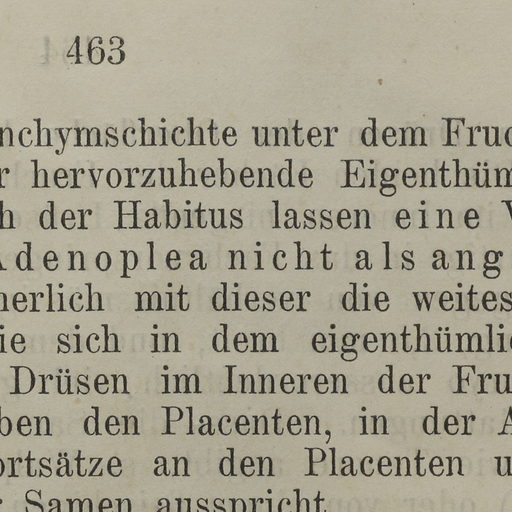 463
nchymschichte unter dem Fruc
r hervorzuhebende Eigenthüm
h der Habitus lassen eine V
Adenoplea nicht als ang
nerlich mit dieser die weites
ie sich in dem eigenthümlic
Drüsen im Inneren der Fru
ben den Placenten, in der A
ortsätze an den Placenten u
r Samen ausspricht